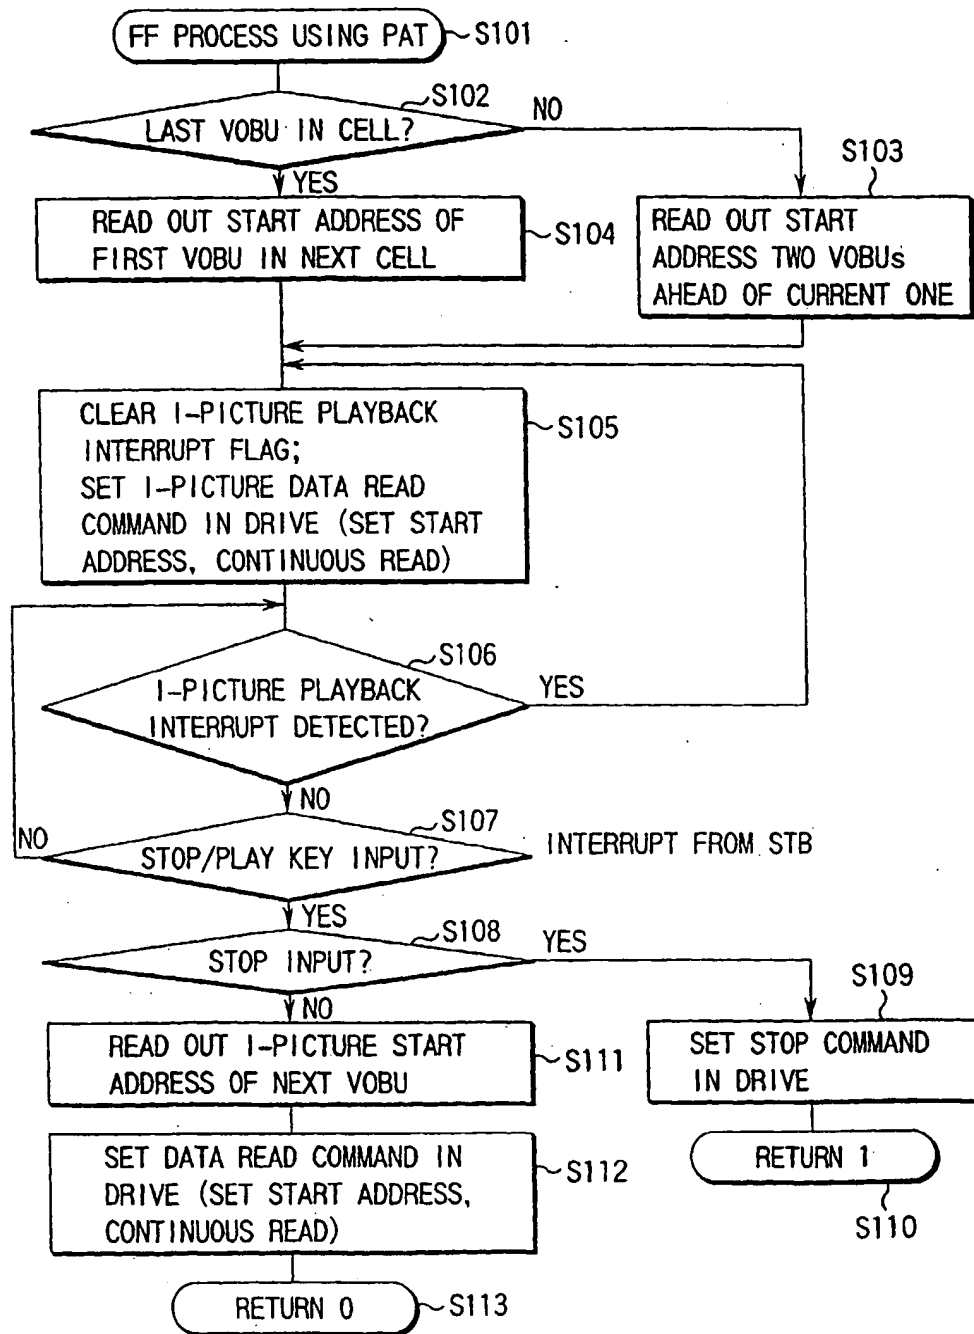 FF PROCESS USING PAT
S101
S102
LAST VOBU IN CELL?
NO
YES
S103
READ OUT START ADDRESS OF
FIRST VOBU IN NEXT CELL
S104
READ OUT START
ADDRESS TWO VOBUs
AHEAD OF CURRENT ONE
CLEAR I-PICTURE PLAYBACK
INTERRUPT FLAG;
SET I-PICTURE DATA READ
COMMAND IN DRIVE (SET START
ADDRESS, CONTINUOUS READ)
S105
S106
I-PICTURE PLAYBACK
INTERRUPT DETECTED?
YES
NO
S107
NO
STOP/PLAY KEY INPUT?
INTERRUPT FROM STB
YES
S108
STOP INPUT?
YES
NO
S109
READ OUT I-PICTURE START
ADDRESS OF NEXT VOBU
S111
SET STOP COMMAND
IN DRIVE
SET DATA READ COMMAND IN
DRIVE (SET START ADDRESS,
CONTINUOUS READ)
S112
RETURN 1
S110
RETURN 0
S113